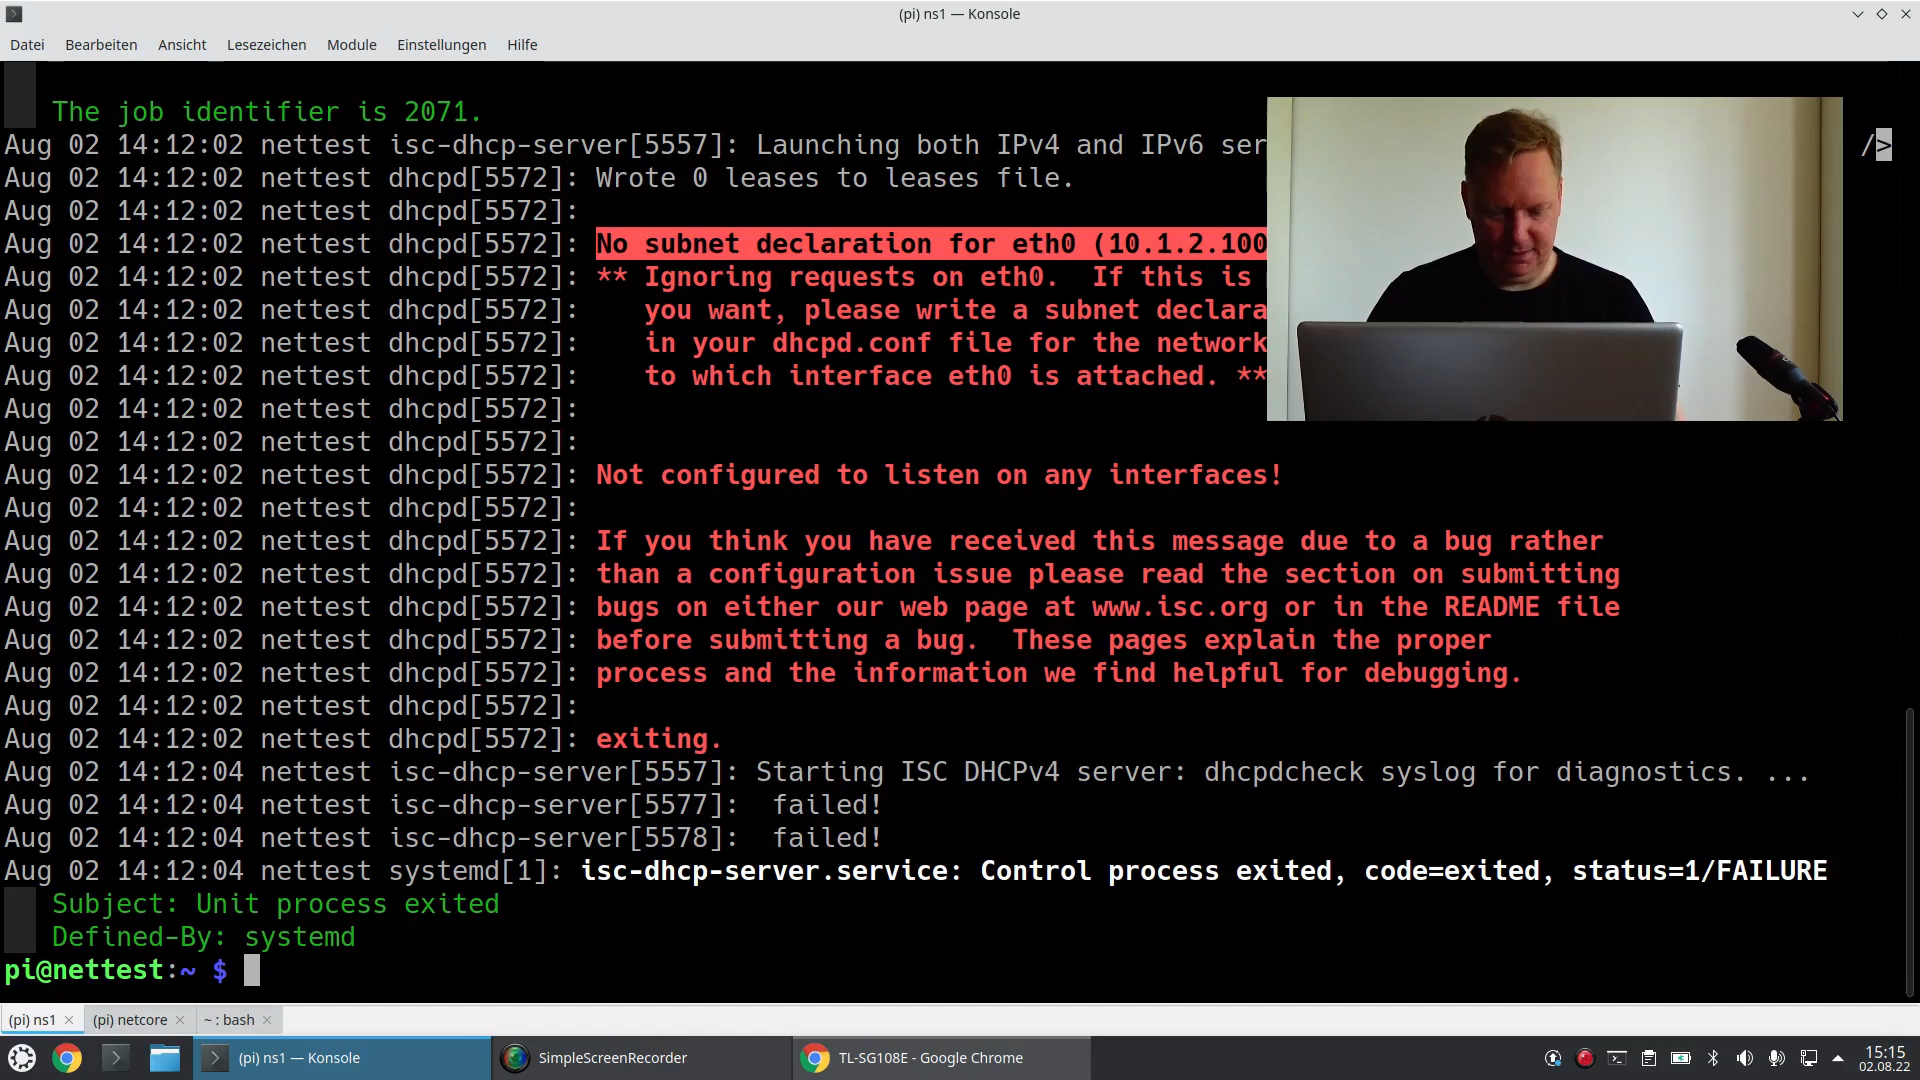 (pi) ns1 — Konsole
Datei Bearbeiten Ansicht Lesezeichen Module Einstellungen Hilfe
The job identifier is 2071.
Aug 02 14:12:02 nettest isc-dhcp-server[5557]: Launching both IPv4 and IPv6 ser />
Aug 02 14:12:02 nettest dhcpd[5572]: Wrote 0 leases to leases file.
Aug 02 14:12:02 nettest dhcpd[5572]:
Aug 02 14:12:02 nettest dhcpd[5572]: No subnet declaration for eth0 (10.1.2.100
Aug 02 14:12:02 nettest dhcpd[5572]: ** Ignoring requests on eth0.  If this is
Aug 02 14:12:02 nettest dhcpd[5572]:    you want, please write a subnet declara
Aug 02 14:12:02 nettest dhcpd[5572]:    in your dhcpd.conf file for the network
Aug 02 14:12:02 nettest dhcpd[5572]:    to which interface eth0 is attached. **
Aug 02 14:12:02 nettest dhcpd[5572]:
Aug 02 14:12:02 nettest dhcpd[5572]:
Aug 02 14:12:02 nettest dhcpd[5572]: Not configured to listen on any interfaces!
Aug 02 14:12:02 nettest dhcpd[5572]:
Aug 02 14:12:02 nettest dhcpd[5572]: If you think you have received this message due to a bug rather
Aug 02 14:12:02 nettest dhcpd[5572]: than a configuration issue please read the section on submitting
Aug 02 14:12:02 nettest dhcpd[5572]: bugs on either our web page at www.isc.org or in the README file
Aug 02 14:12:02 nettest dhcpd[5572]: before submitting a bug.  These pages explain the proper
Aug 02 14:12:02 nettest dhcpd[5572]: process and the information we find helpful for debugging.
Aug 02 14:12:02 nettest dhcpd[5572]:
Aug 02 14:12:02 nettest dhcpd[5572]: exiting.
Aug 02 14:12:04 nettest isc-dhcp-server[5557]: Starting ISC DHCPv4 server: dhcpdcheck syslog for diagnostics. ...
Aug 02 14:12:04 nettest isc-dhcp-server[5577]:  failed!
Aug 02 14:12:04 nettest isc-dhcp-server[5578]:  failed!
Aug 02 14:12:04 nettest systemd[1]: isc-dhcp-server.service: Control process exited, code=exited, status=1/FAILURE
Subject: Unit process exited
Defined-By: systemd
pi@nettest:~ $
(pi) ns1 (pi) netcore ~ : bash
(pi) ns1 — Konsole SimpleScreenRecorder TL-SG108E - Google Chrome 15:15
02.08.22